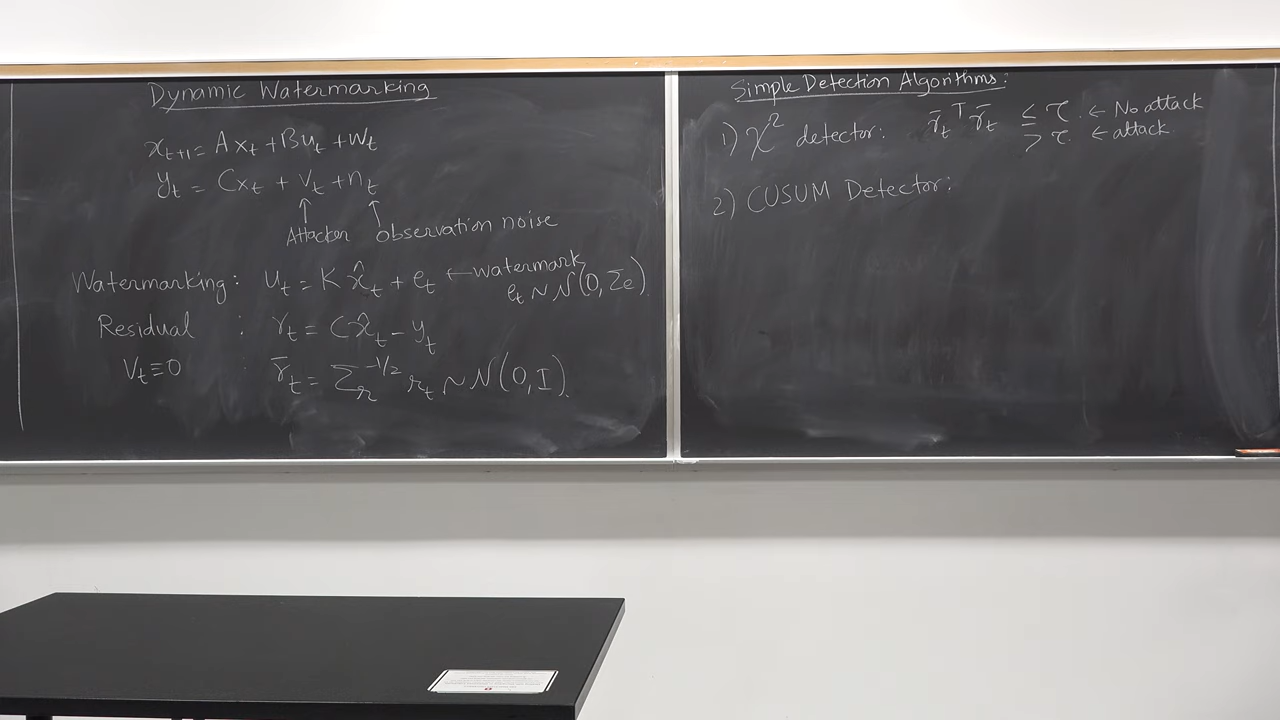 Dynamic Watermarking
x_{t+1} = A x_t + B u_t + w_t
y_t = C x_t + v_t + n_t
↑ ↑
Attacker observation noise
Watermarking: u_t = K x̂_t + e_t ← watermark
e_t ~ N(0, Σe)
Residual : r_t = C x̂_t - y_t
V_t ≡ 0 : r̄_t = Σ_r^{-1/2} r_t ~ N(0, I).
Simple Detection Algorithms:
1) χ² detector: r̄_t^T r̄_t ≤ τ. ← No attack
> τ. ← attack.
2) CUSUM Detector: